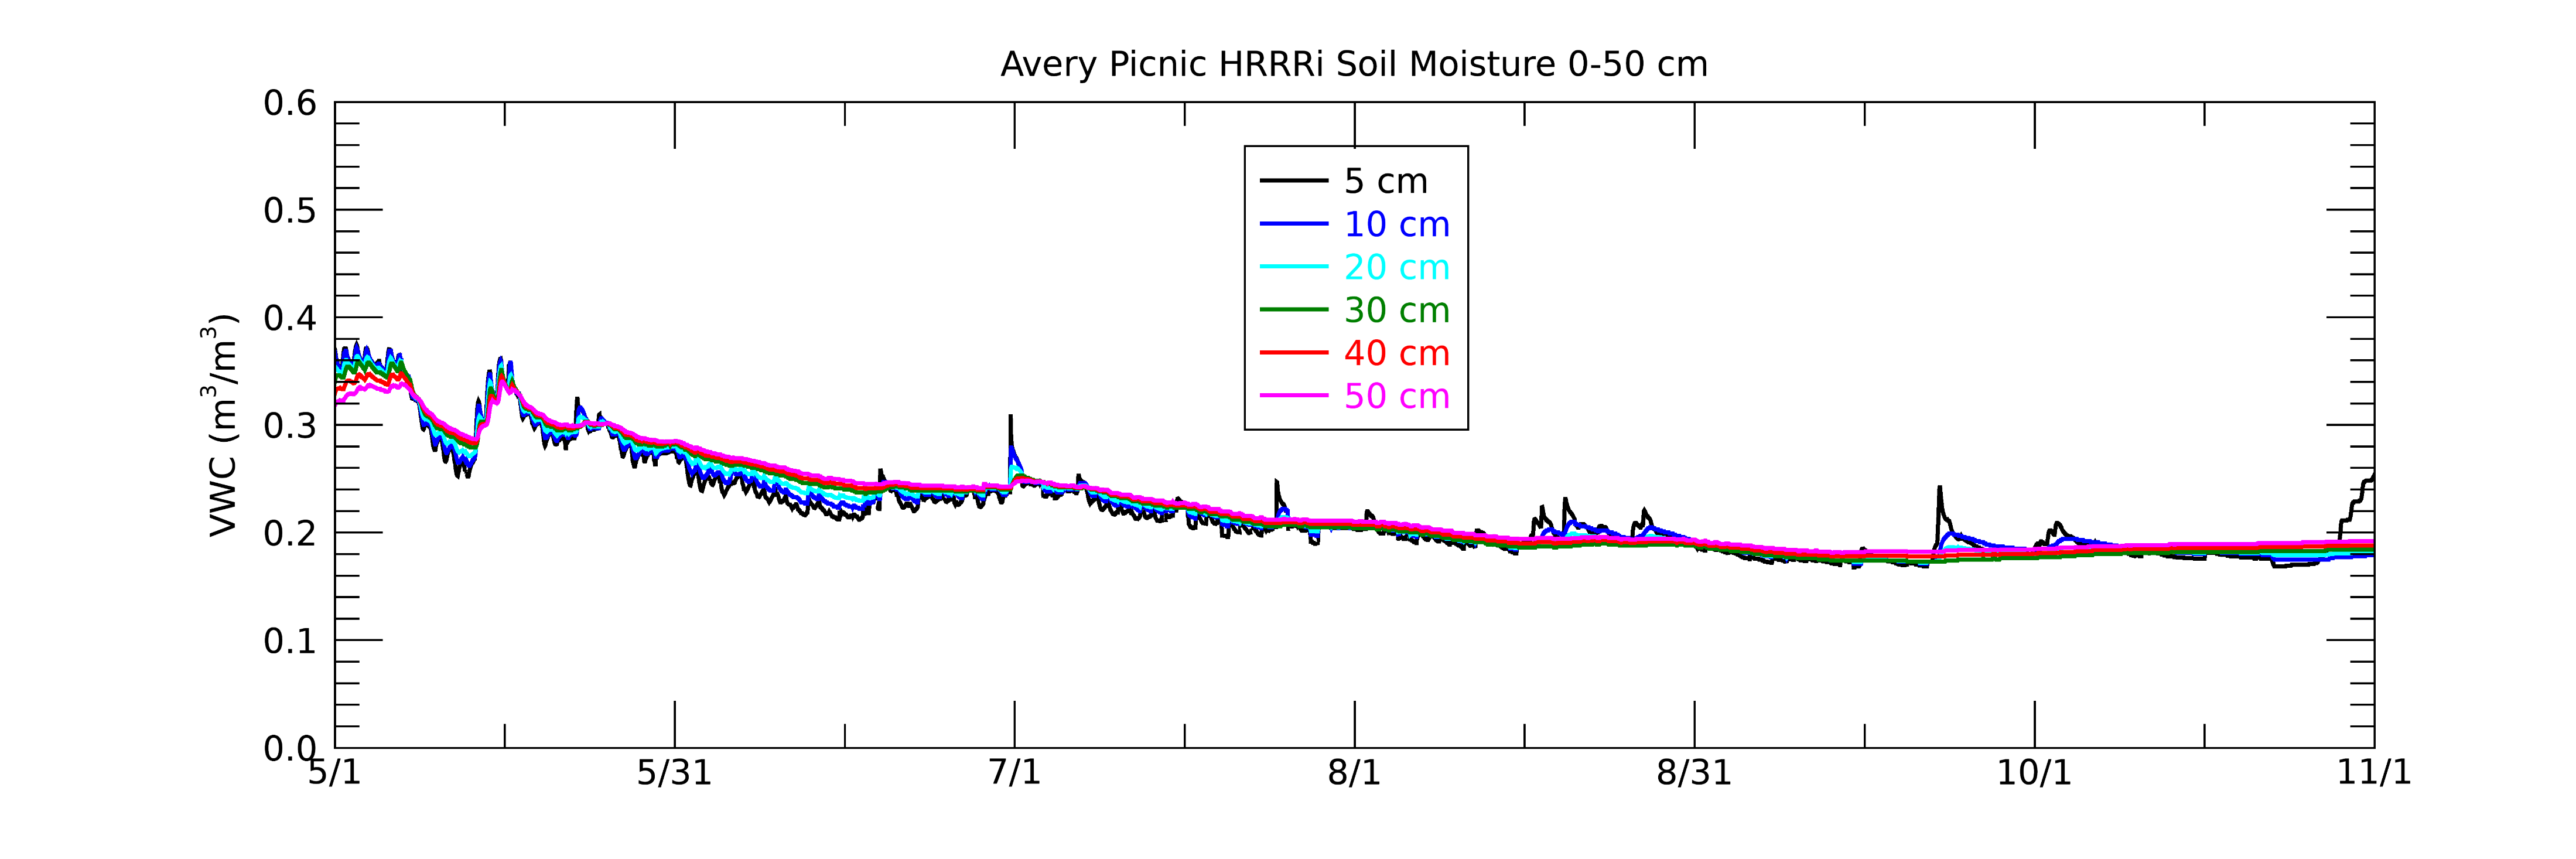 Avery Picnic HRRRi Soil Moisture 0-50 cm
0.6
0.5
0.4
0.3
0.2
0.1
0.0
VWC (m³/m³)
5 cm
10 cm
20 cm
30 cm
40 cm
50 cm
5/1 5/31 7/1 8/1 8/31 10/1 11/1